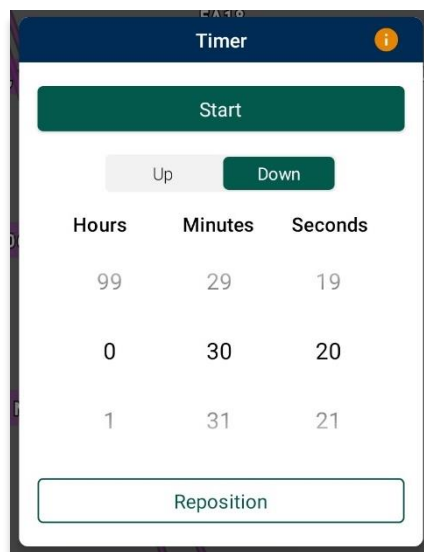 Timer
Start
Up Down
Hours Minutes Seconds
99 29 19
0 30 20
1 31 21
Reposition